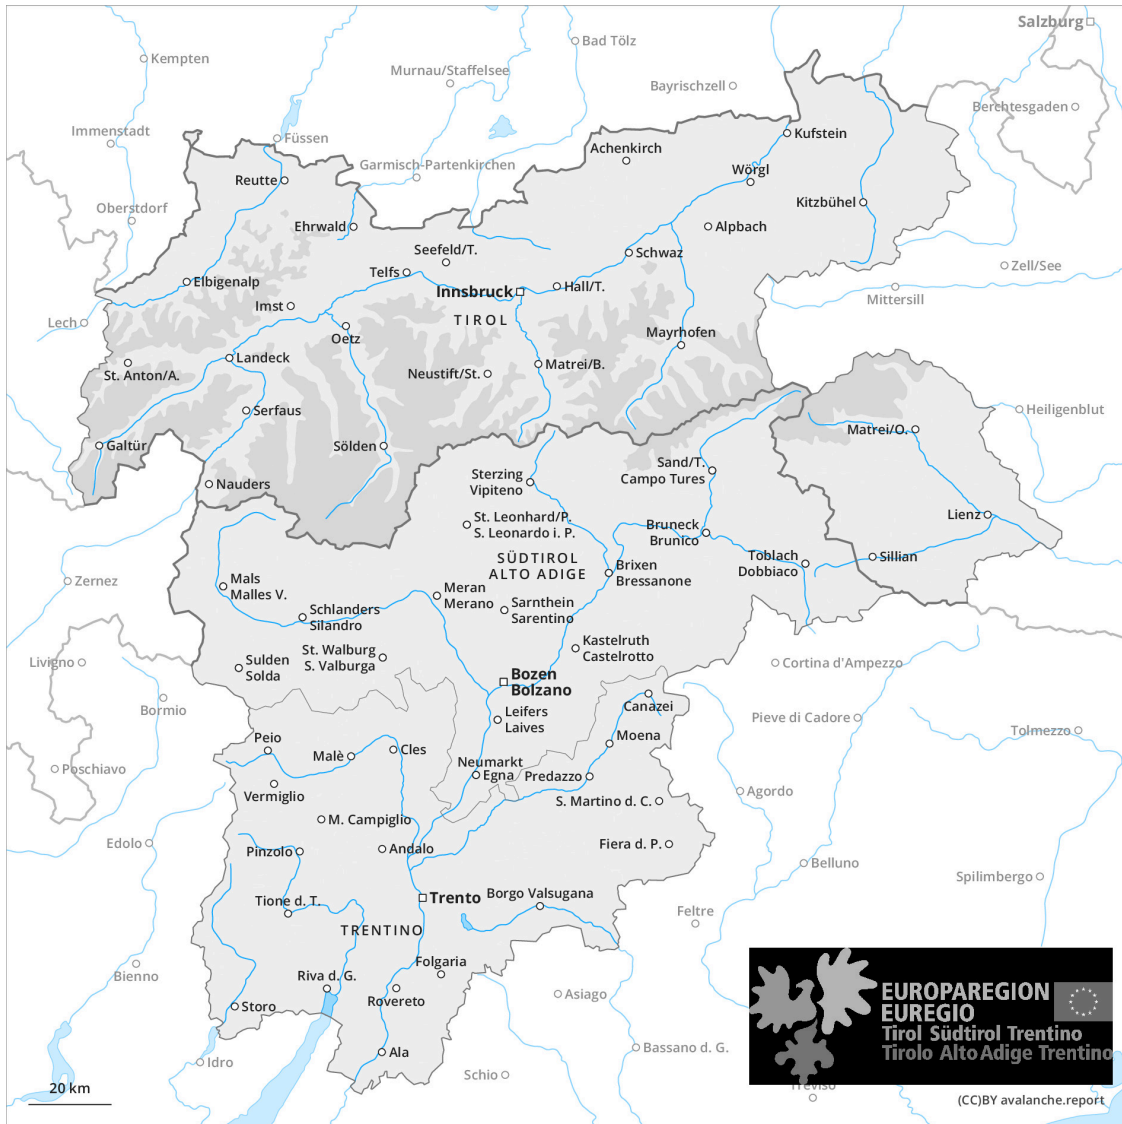 Salzburg
Bad Tölz
Kempten
Murnau/Staffelsee
Bayrischzell
Berchtesgaden
Immenstadt
Füssen
Kufstein
Achenkirch
Garmisch-Partenkirchen
Wörgl
Reutte
Kitzbühel
Oberstdorf
Ehrwald
Alpbach
Seefeld/T.
Schwaz
Zell/See
Telfs
Elbigenalp
Hall/T.
Innsbruck
Mittersill
Imst
TIROL
Lech
Mayrhofen
Oetz
Landeck
Matrei/B.
St. Anton/A.
Neustift/St.
Serfaus
Heiligenblut
Matrei/O.
Galtür
Sölden
Sand/T.
Campo Tures
Sterzing
Vipiteno
Nauders
St. Leonhard/P.
S. Leonardo i. P.
Lienz
Bruneck
Brunico
SÜDTIROL
ALTO ADIGE
Toblach
Dobbiaco
Sillian
Brixen
Bressanone
Zernez
Mals
Malles V.
Meran
Merano
Sarnthein
Sarentino
Schlanders
Silandro
Kastelruth
Castelrotto
St. Walburg
S. Valburga
Livigno
Sulden
Solda
Cortina d'Ampezzo
Bozen
Bolzano
Canazei
Bormio
Leifers
Laives
Pieve di Cadore
Tolmezzo
Moena
Peio
Malè
Cles
Neumarkt
Egna
Predazzo
Poschiavo
Vermiglio
Agordo
S. Martino d. C.
M. Campiglio
Edolo
Pinzolo
Andalo
Fiera d. P.
Belluno
Spilimbergo
Borgo Valsugana
Trento
Tione d. T.
Feltre
TRENTINO
Folgaria
Bienno
Riva d. G.
Rovereto
Asiago
Storo
EUROPAREGION
EUREGIO
Tirol Südtirol Trentino
Tirolo Alto Adige Trentino
Ala
Bassano d. G.
Idro
Schio
Treviso
20 km
(CC)BY avalanche.report